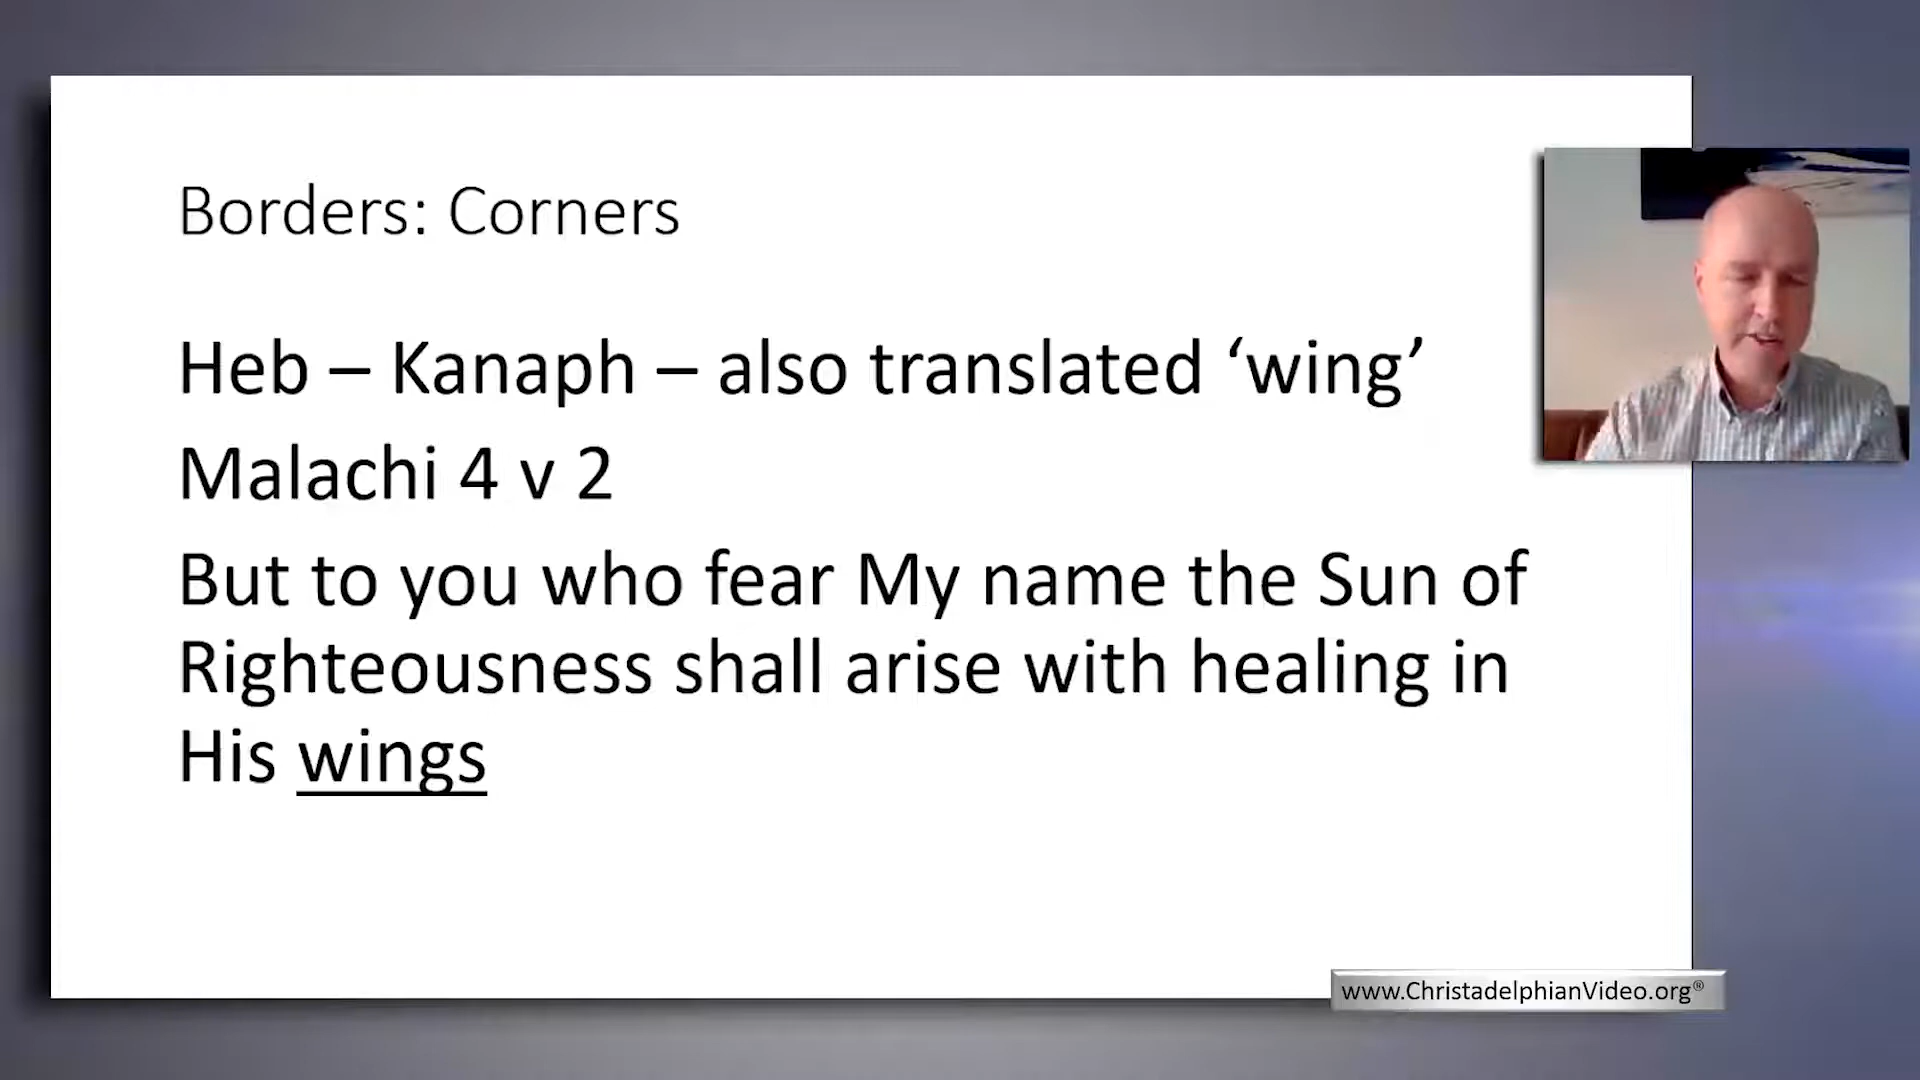 Borders: Corners
Heb – Kanaph – also translated ‘wing’
Malachi 4 v 2
But to you who fear My name the Sun of
Righteousness shall arise with healing in
His wings
www.ChristadelphianVideo.org®